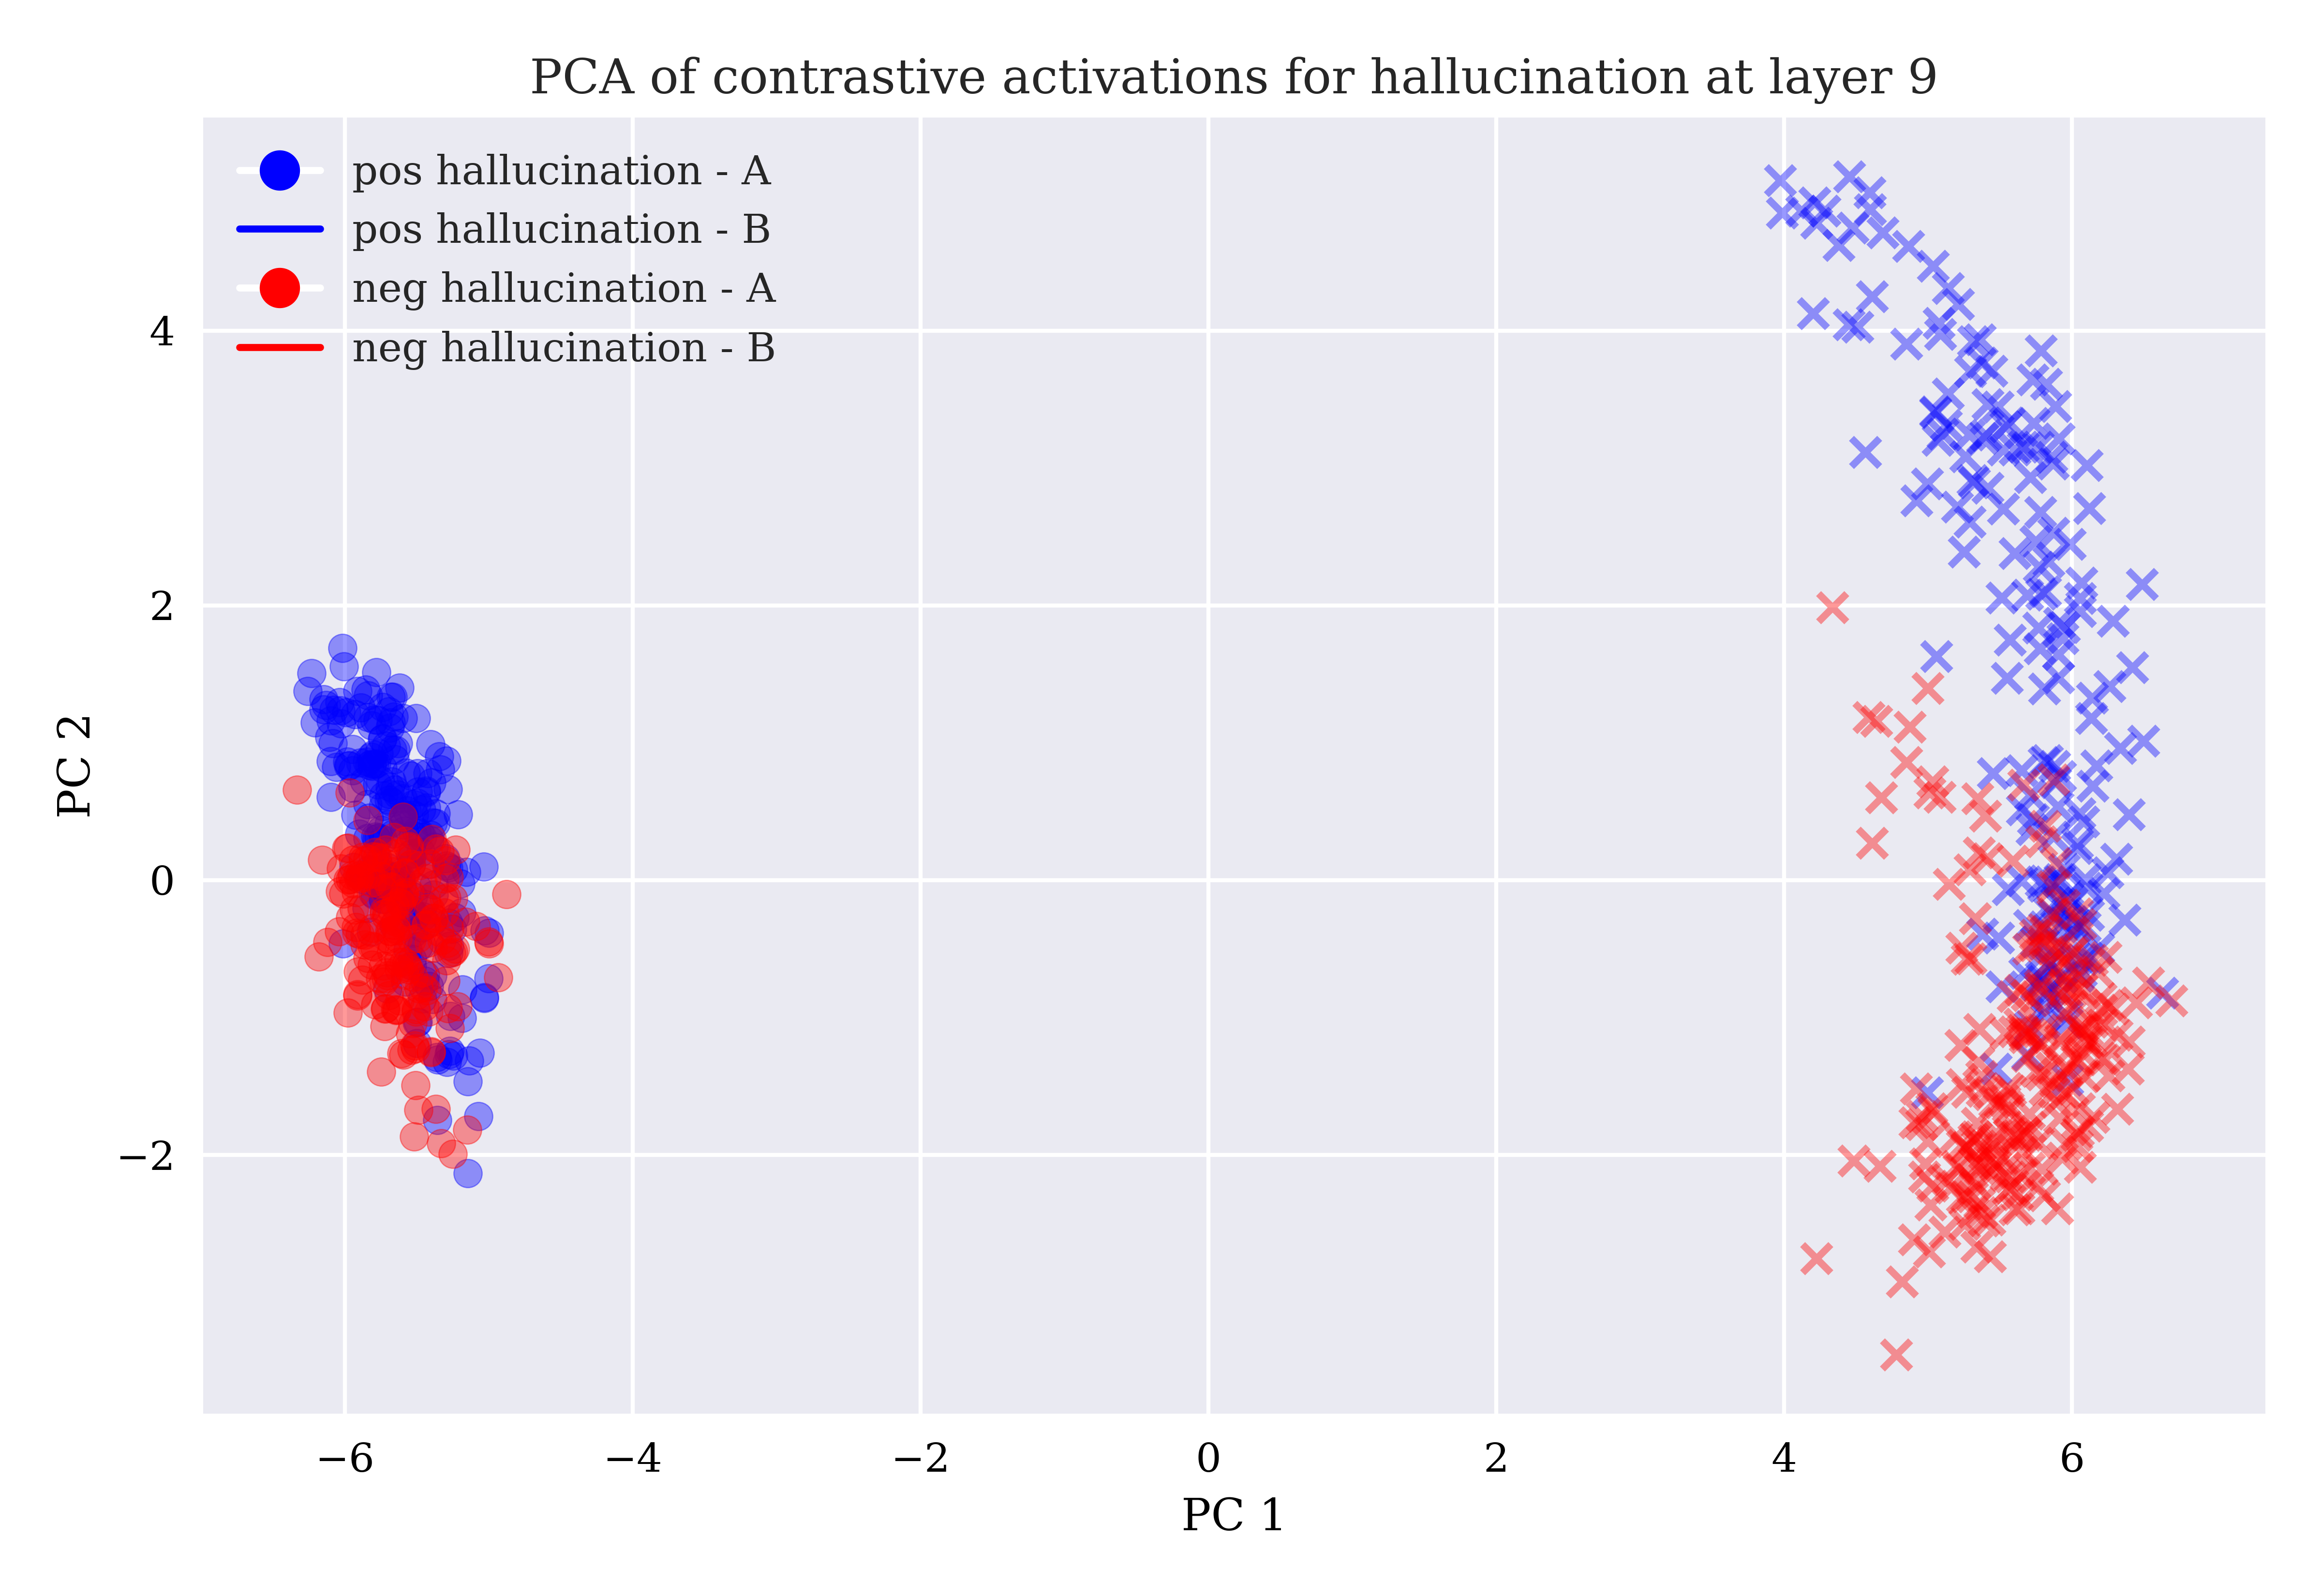 PCA of contrastive activations for hallucination at layer 9
pos hallucination - A
pos hallucination - B
neg hallucination - A
neg hallucination - B
4
2
0
−2
PC 2
−6 −4 −2 0 2 4 6
PC 1